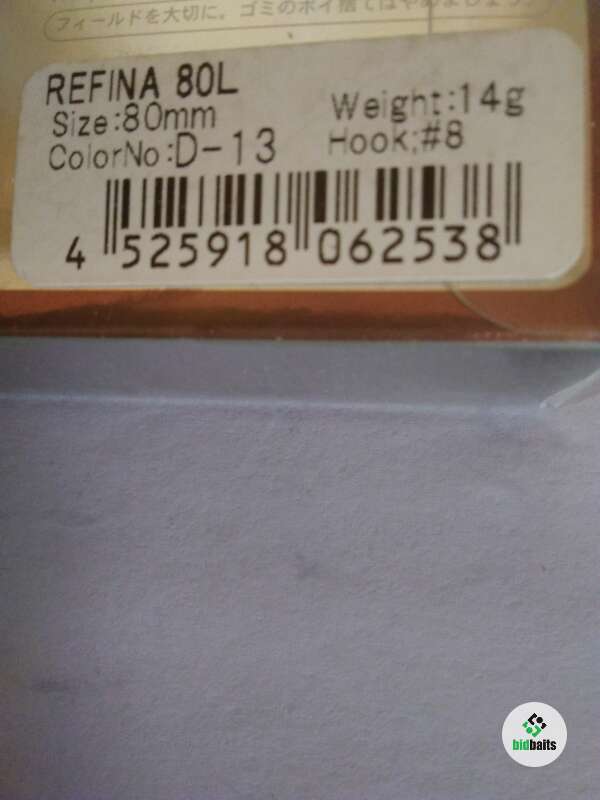 フィールドを大切に。ゴミのポイ捨てはやめましょう。
REFINA 80L
Size:80mm Weight:14g
ColorNo:D-13 Hook:#8
4 525918 062538
bidbaits